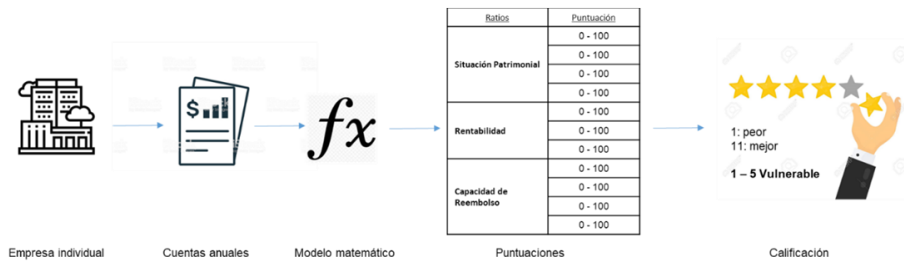 Ratios Puntuación
Situación Patrimonial
0 - 100
0 - 100
0 - 100
0 - 100
Rentabilidad
0 - 100
0 - 100
0 - 100
Capacidad de
Reembolso
0 - 100
0 - 100
0 - 100
0 - 100
$
fx
1: peor
11: mejor
1 – 5 Vulnerable
Empresa individual
Cuentas anuales
Modelo matemático
Puntuaciones
Calificación